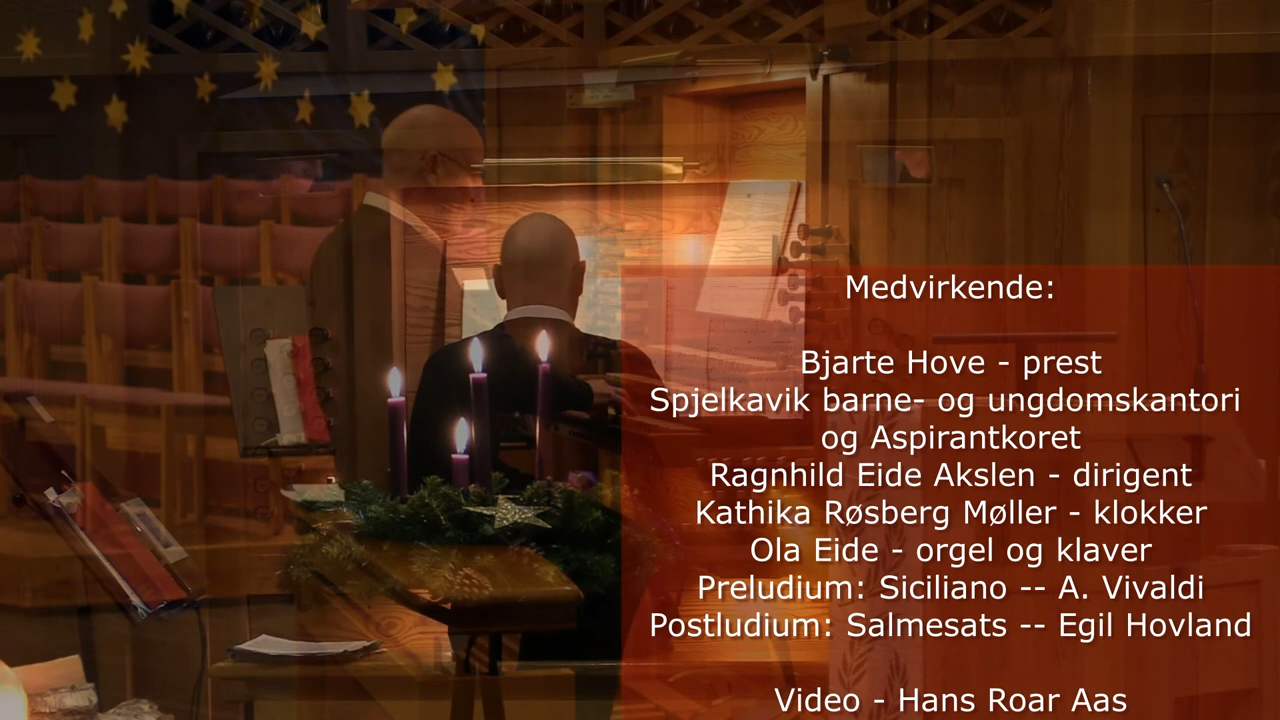 Medvirkende:
Bjarte Hove - prest
Spjelkavik barne- og ungdomskantori
og Aspirantkoret
Ragnhild Eide Akslen - dirigent
Kathika Røsberg Møller - klokker
Ola Eide - orgel og klaver
Preludium: Siciliano -- A. Vivaldi
Postludium: Salmesats -- Egil Hovland
Video - Hans Roar Aas